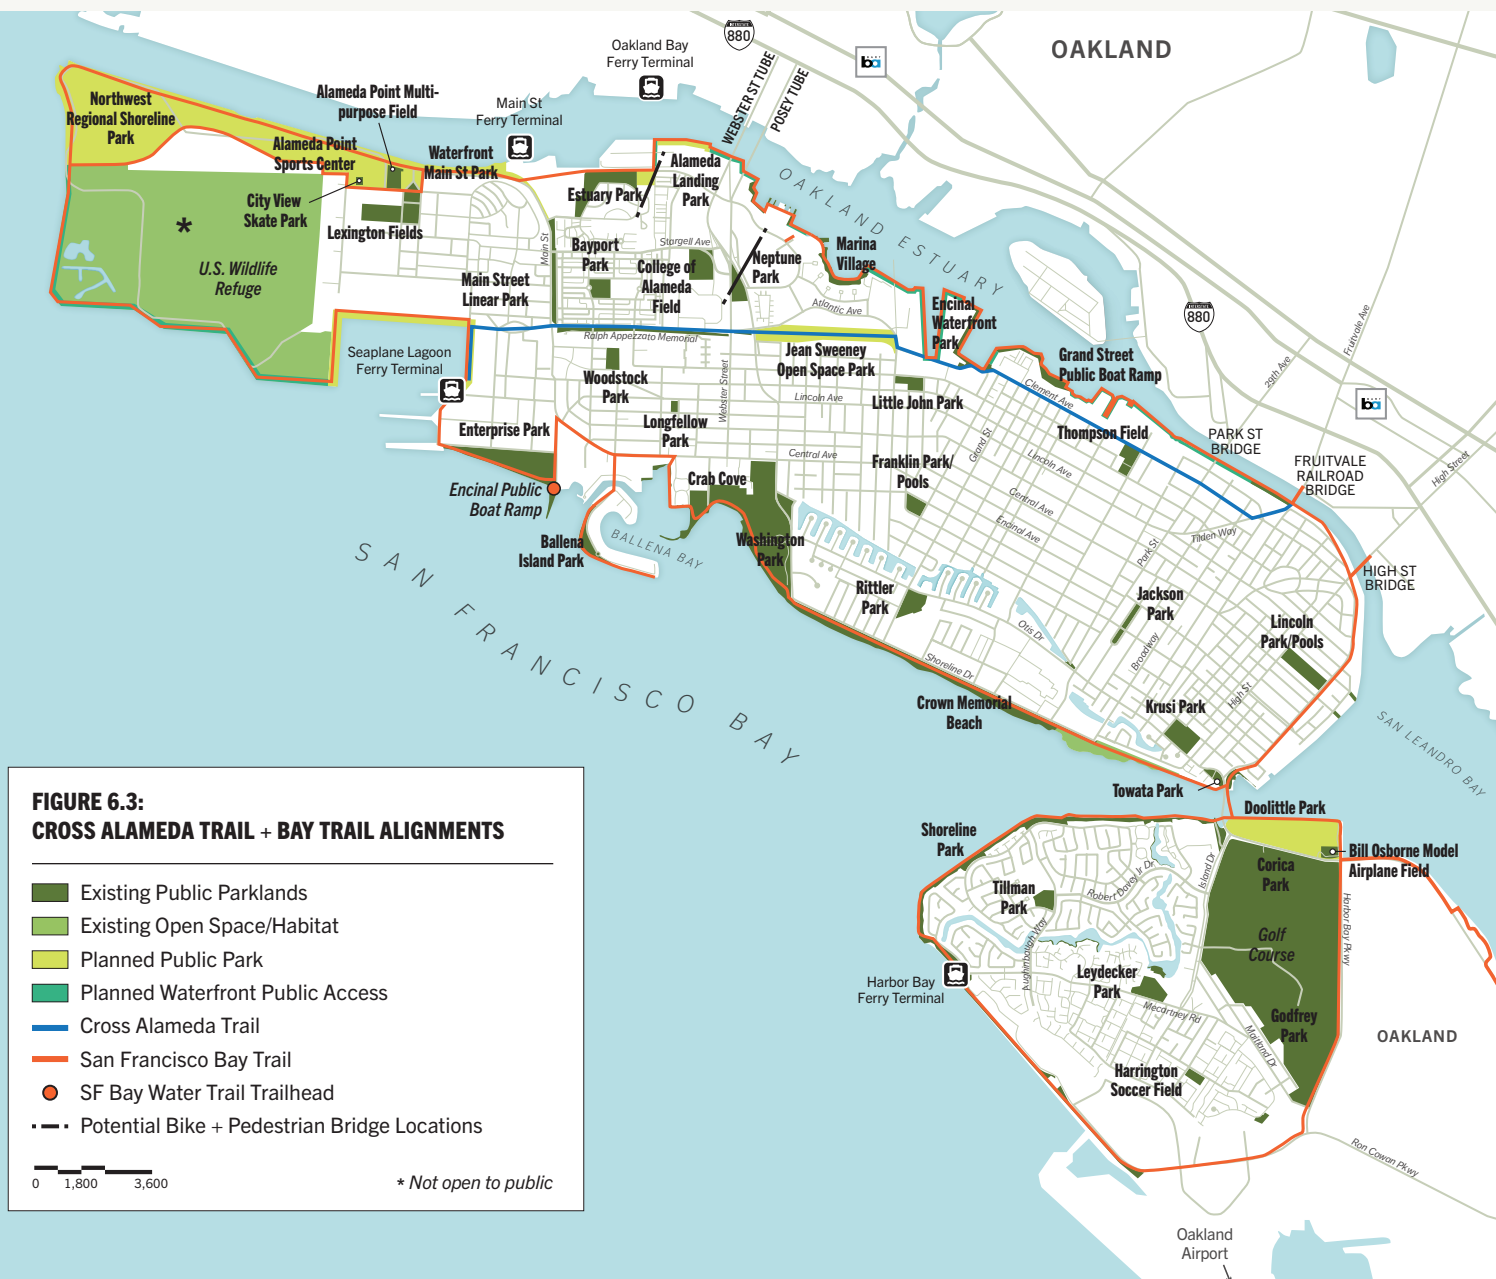 Oakland Bay
Ferry Terminal
880
ba
OAKLAND
WEBSTER ST TUBE
POSEY TUBE
Northwest
Regional Shoreline
Park
Alameda Point Multi-
purpose Field
Main St
Ferry Terminal
Alameda Point
Sports Center
Waterfront
Main St Park
Alameda
Landing
Park
City View
Skate Park
Estuary Park
Lexington Fields
*
U.S. Wildlife
Refuge
OAKLAND ESTUARY
Main St
Stargell Ave
Bayport
Park
College of
Alameda
Field
Neptune
Park
Marina
Village
Main Street
Linear Park
Atlantic Ave
Encinal
Waterfront
Park
880
Fruitvale Ave
29th Ave
ba
Ralph Appezzato Memorial
Seaplane Lagoon
Ferry Terminal
Jean Sweeney
Open Space Park
Grand Street
Public Boat Ramp
Woodstock
Park
Webster Street
Lincoln Ave
Little John Park
Clement Ave
Enterprise Park
Longfellow
Park
Thompson Field
PARK ST
BRIDGE
Grand St
Central Ave
Franklin Park/
Pools
Lincoln Ave
FRUITVALE
RAILROAD
BRIDGE
High Street
Crab Cove
Encinal Public
Boat Ramp
Central Ave
Encinal Ave
Ballena
Island Park
BALLENA BAY
Washington
Park
Park St
Tilden Way
HIGH ST
BRIDGE
SAN FRANCISCO BAY
Rittler
Park
Jackson
Park
Otis Dr
Lincoln
Park/Pools
Broadway
Shoreline Dr
High St
Crown Memorial
Beach
Krusi Park
SAN LEANDRO BAY
Towata Park
Doolittle Park
Shoreline
Park
Bill Osborne Model
Airplane Field
Island Dr
Corica
Park
Tillman
Park
Robert Davey Jr Dr
Harbor Bay Pkwy
Golf
Course
Aughinbaugh Way
Harbor Bay
Ferry Terminal
Leydecker
Park
Mecartney Rd
Godfrey
Park
OAKLAND
Maitland Dr
Harrington
Soccer Field
Ron Cowan Pkwy
Oakland
Airport
FIGURE 6.3:
CROSS ALAMEDA TRAIL + BAY TRAIL ALIGNMENTS
Existing Public Parklands
Existing Open Space/Habitat
Planned Public Park
Planned Waterfront Public Access
Cross Alameda Trail
San Francisco Bay Trail
SF Bay Water Trail Trailhead
Potential Bike + Pedestrian Bridge Locations
0 1,800 3,600
* Not open to public